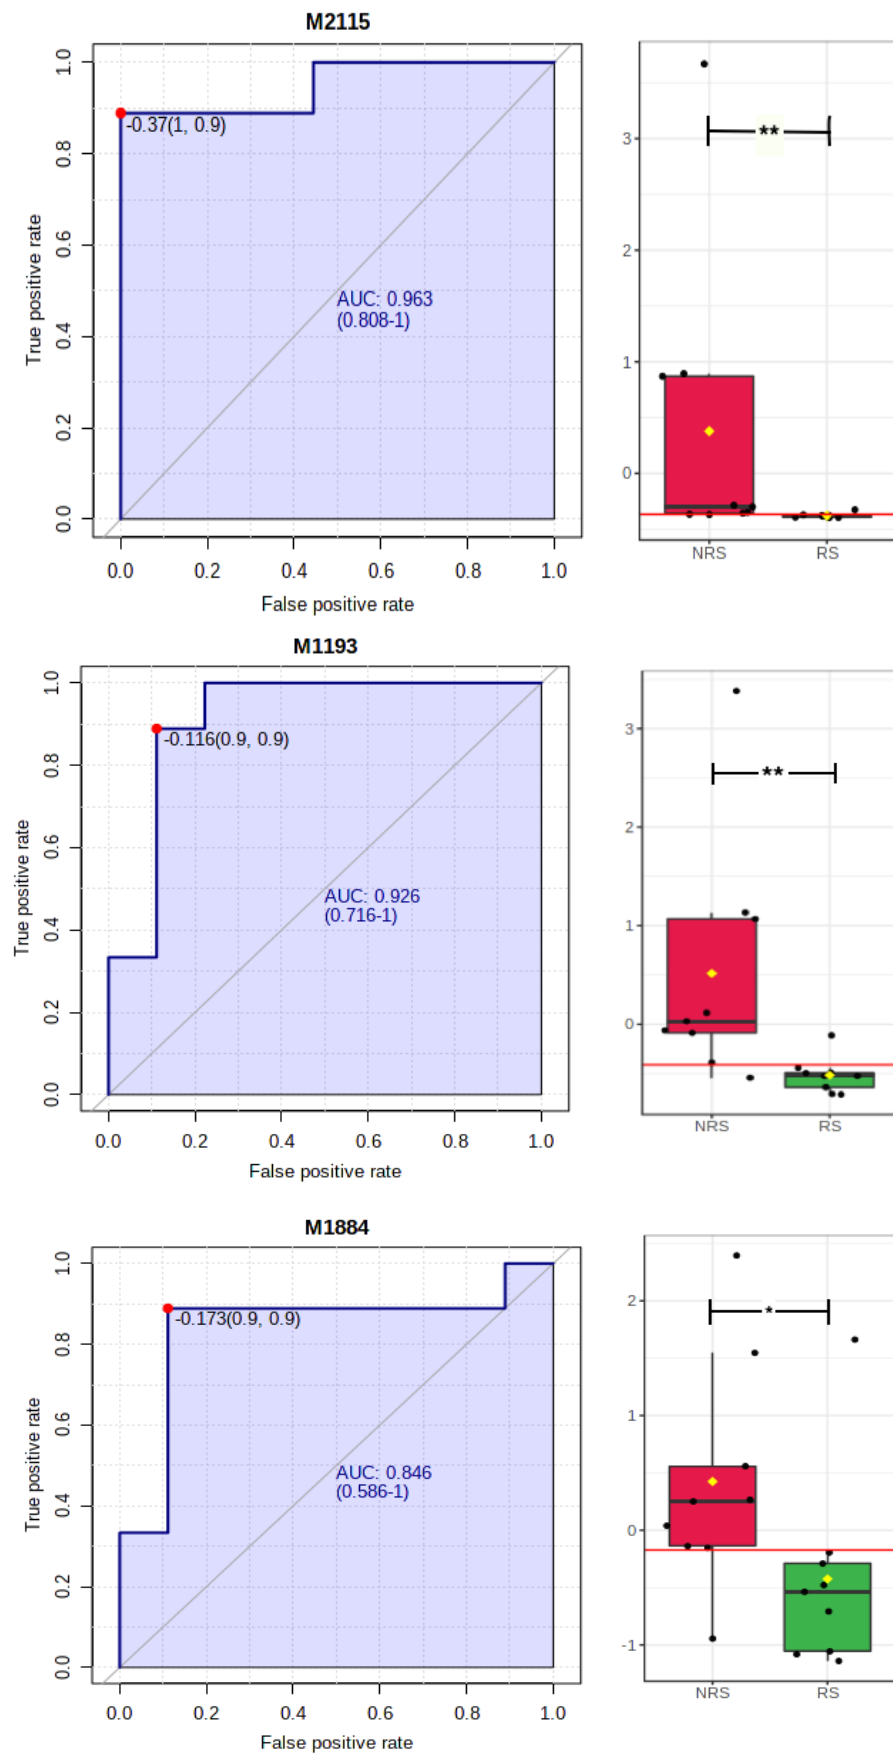 M2115
True positive rate
1.0
0.8
0.6
0.4
0.2
0.0
-0.37(1, 0.9)
AUC: 0.963
(0.808-1)
0.0 0.2 0.4 0.6 0.8 1.0
False positive rate
3
2
1
0
**
NRS RS
M1193
True positive rate
1.0
0.8
0.6
0.4
0.2
0.0
-0.116(0.9, 0.9)
AUC: 0.926
(0.716-1)
0.0 0.2 0.4 0.6 0.8 1.0
False positive rate
3
2
1
0
**
NRS RS
M1884
True positive rate
1.0
0.8
0.6
0.4
0.2
0.0
-0.173(0.9, 0.9)
AUC: 0.846
(0.586-1)
0.0 0.2 0.4 0.6 0.8 1.0
False positive rate
2
1
0
-1
*
NRS RS